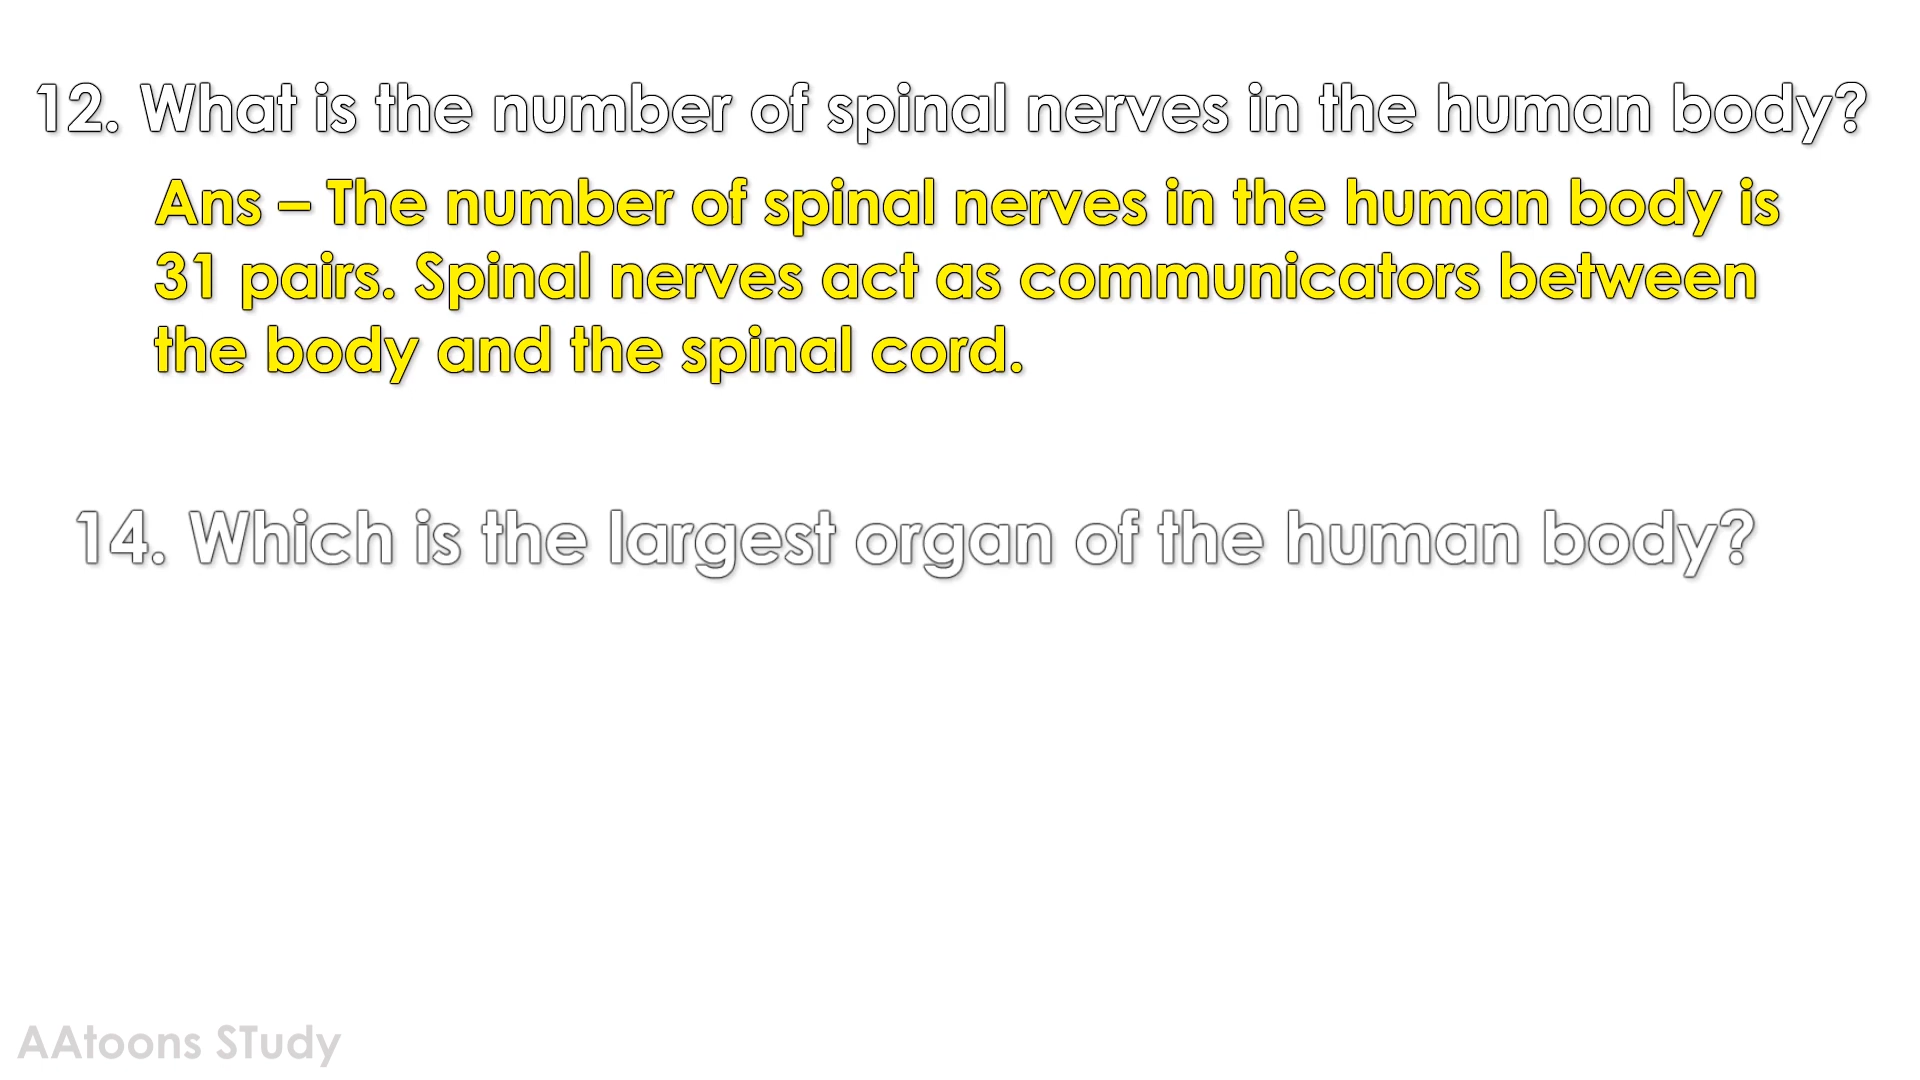 12. What is the number of spinal nerves in the human body?
Ans – The number of spinal nerves in the human body is
31 pairs. Spinal nerves act as communicators between
the body and the spinal cord.
14. Which is the largest organ of the human body?
AAtoons STudy